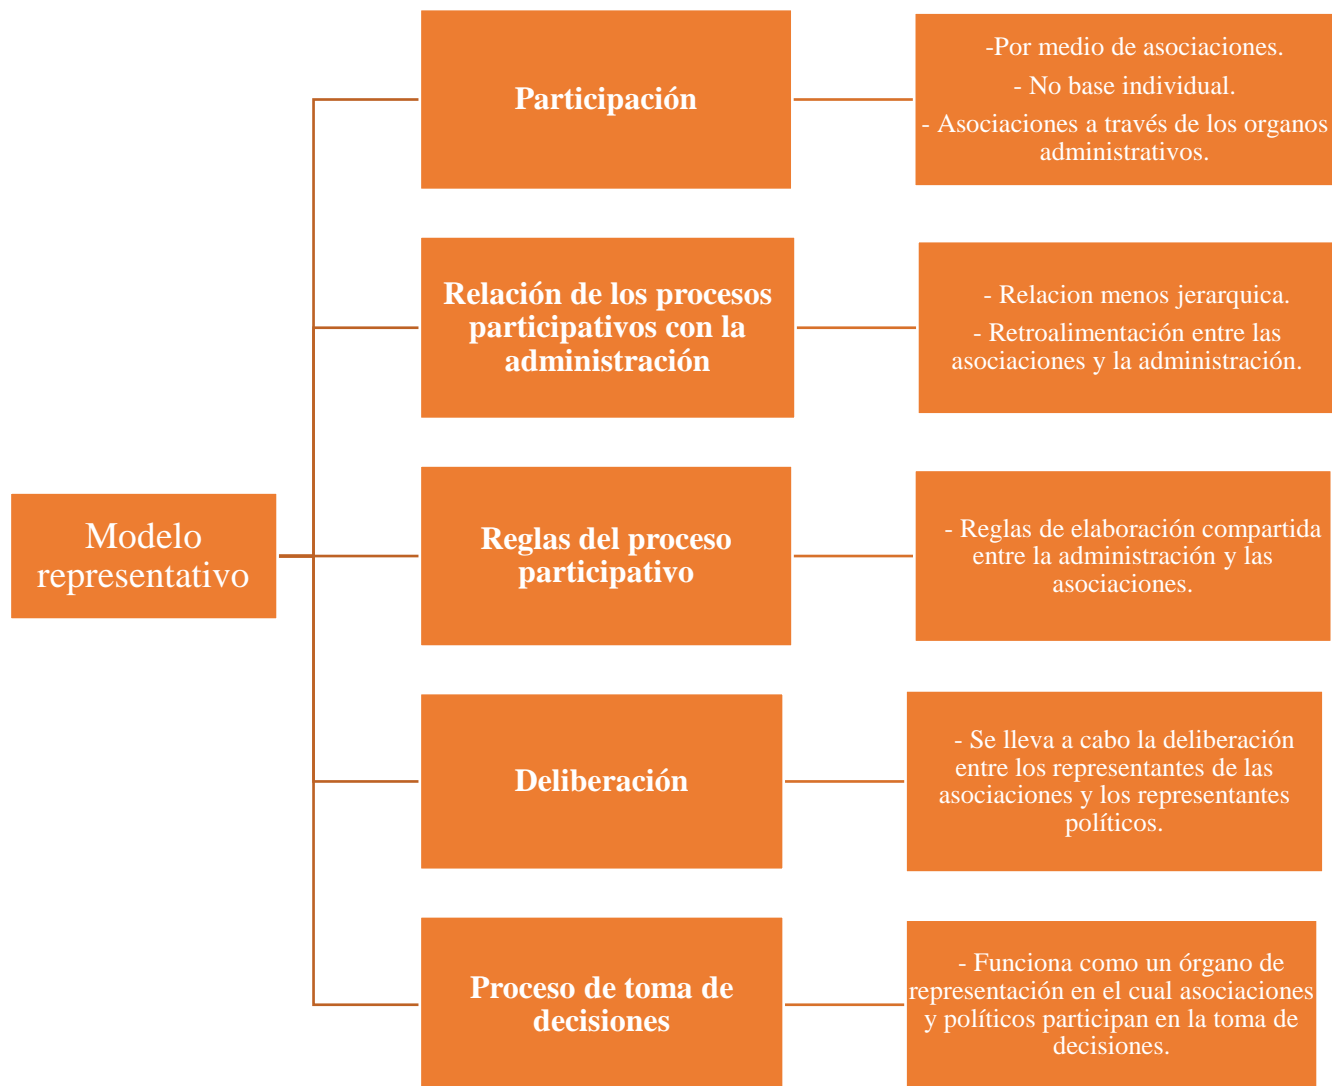 Modelo
representativo
Participación
-Por medio de asociaciones.
- No base individual.
- Asociaciones a través de los organos
administrativos.
Relación de los procesos
participativos con la
administración
- Relacion menos jerarquica.
- Retroalimentación entre las
asociaciones y la administración.
Reglas del proceso
participativo
- Reglas de elaboración compartida
entre la administración y las
asociaciones.
Deliberación
- Se lleva a cabo la deliberación
entre los representantes de las
asociaciones y los representantes
políticos.
Proceso de toma de
decisiones
- Funciona como un órgano de
representación en el cual asociaciones
y políticos participan en la toma de
decisiones.